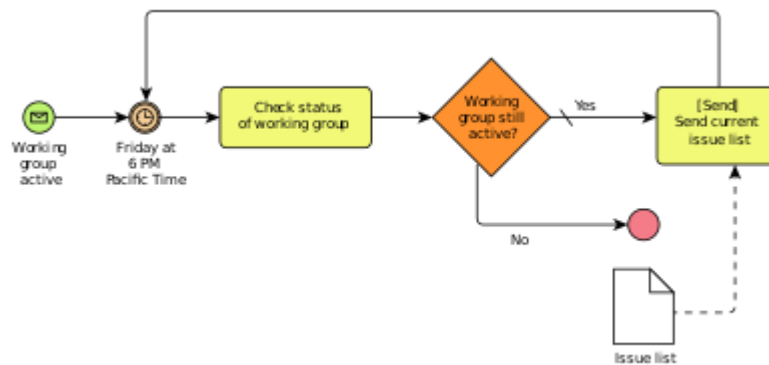 Working
group
active
Friday at
6 PM
Pacific Time
Check status
of working group
Working
group still
active?
Yes
[Send]
Send current
issue list
No
Issue list